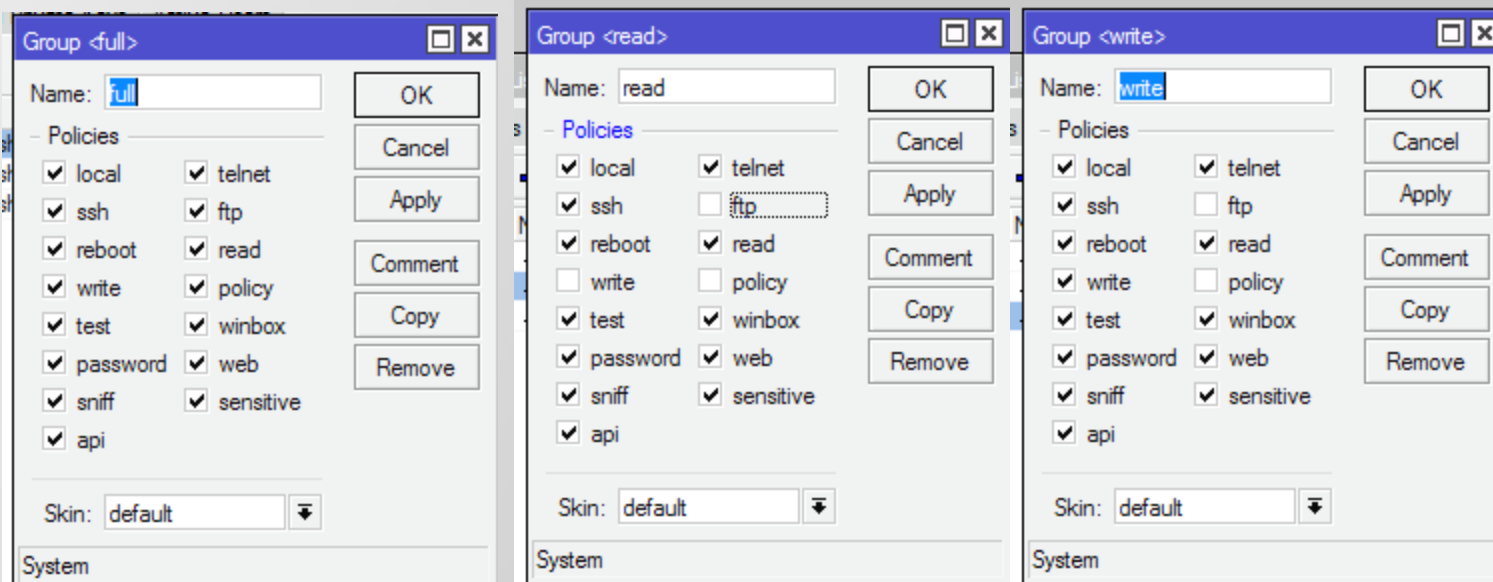 Group <full>
Name: full
OK
Policies
Cancel
local telnet
Apply
ssh ftp
reboot read
Comment
write policy
Copy
test winbox
password web
Remove
sniff sensitive
api
Skin: default
System
Group <read>
Name: read
OK
Policies
Cancel
local telnet
Apply
ssh ftp
reboot read
Comment
write policy
Copy
test winbox
password web
Remove
sniff sensitive
api
Skin: default
System
Group <write>
Name: write
OK
Policies
Cancel
local telnet
Apply
ssh ftp
reboot read
Comment
write policy
Copy
test winbox
password web
Remove
sniff sensitive
api
Skin: default
System